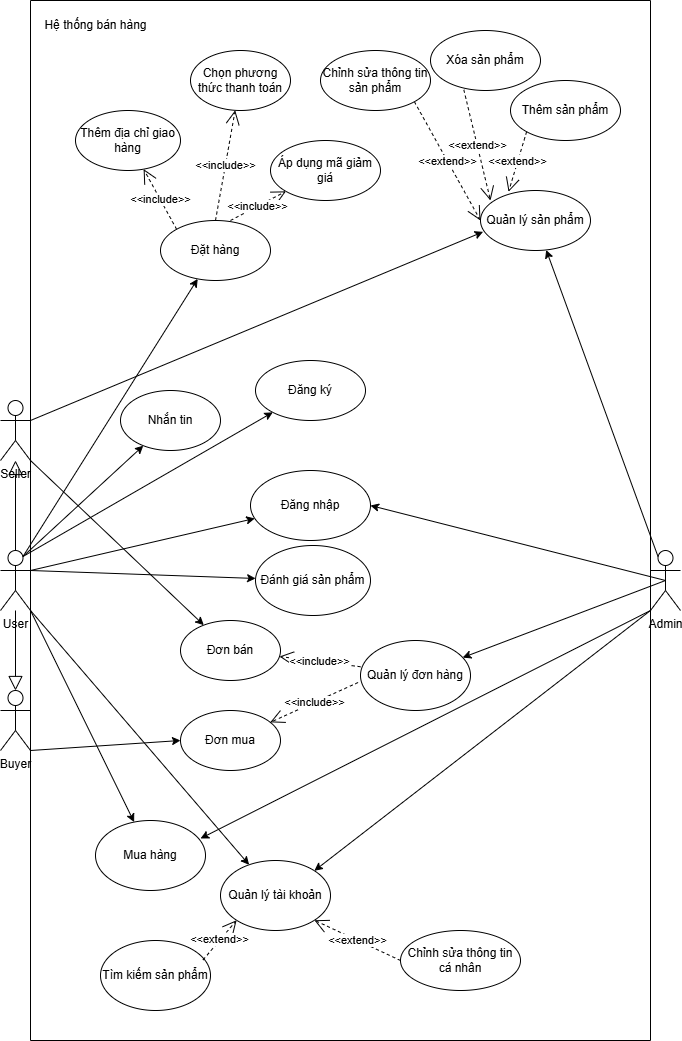 Hệ thống bán hàng
Chọn phương
thức thanh toán
Chỉnh sửa thông tin
sản phẩm
Xóa sản phẩm
Thêm sản phẩm
Thêm địa chỉ giao
hàng
Áp dụng mã giảm
giá
<<include>>
<<include>>
<<include>>
<<extend>>
<<extend>>
<<extend>>
Đặt hàng
Quản lý sản phẩm
Đăng ký
Nhắn tin
Seller
Đăng nhập
Đánh giá sản phẩm
User
Admin
Đơn bán
<<include>>
Quản lý đơn hàng
<<include>>
Đơn mua
Buyer
Mua hàng
Quản lý tài khoản
<<extend>>
<<extend>>
Tìm kiếm sản phẩm
Chỉnh sửa thông tin
cá nhân